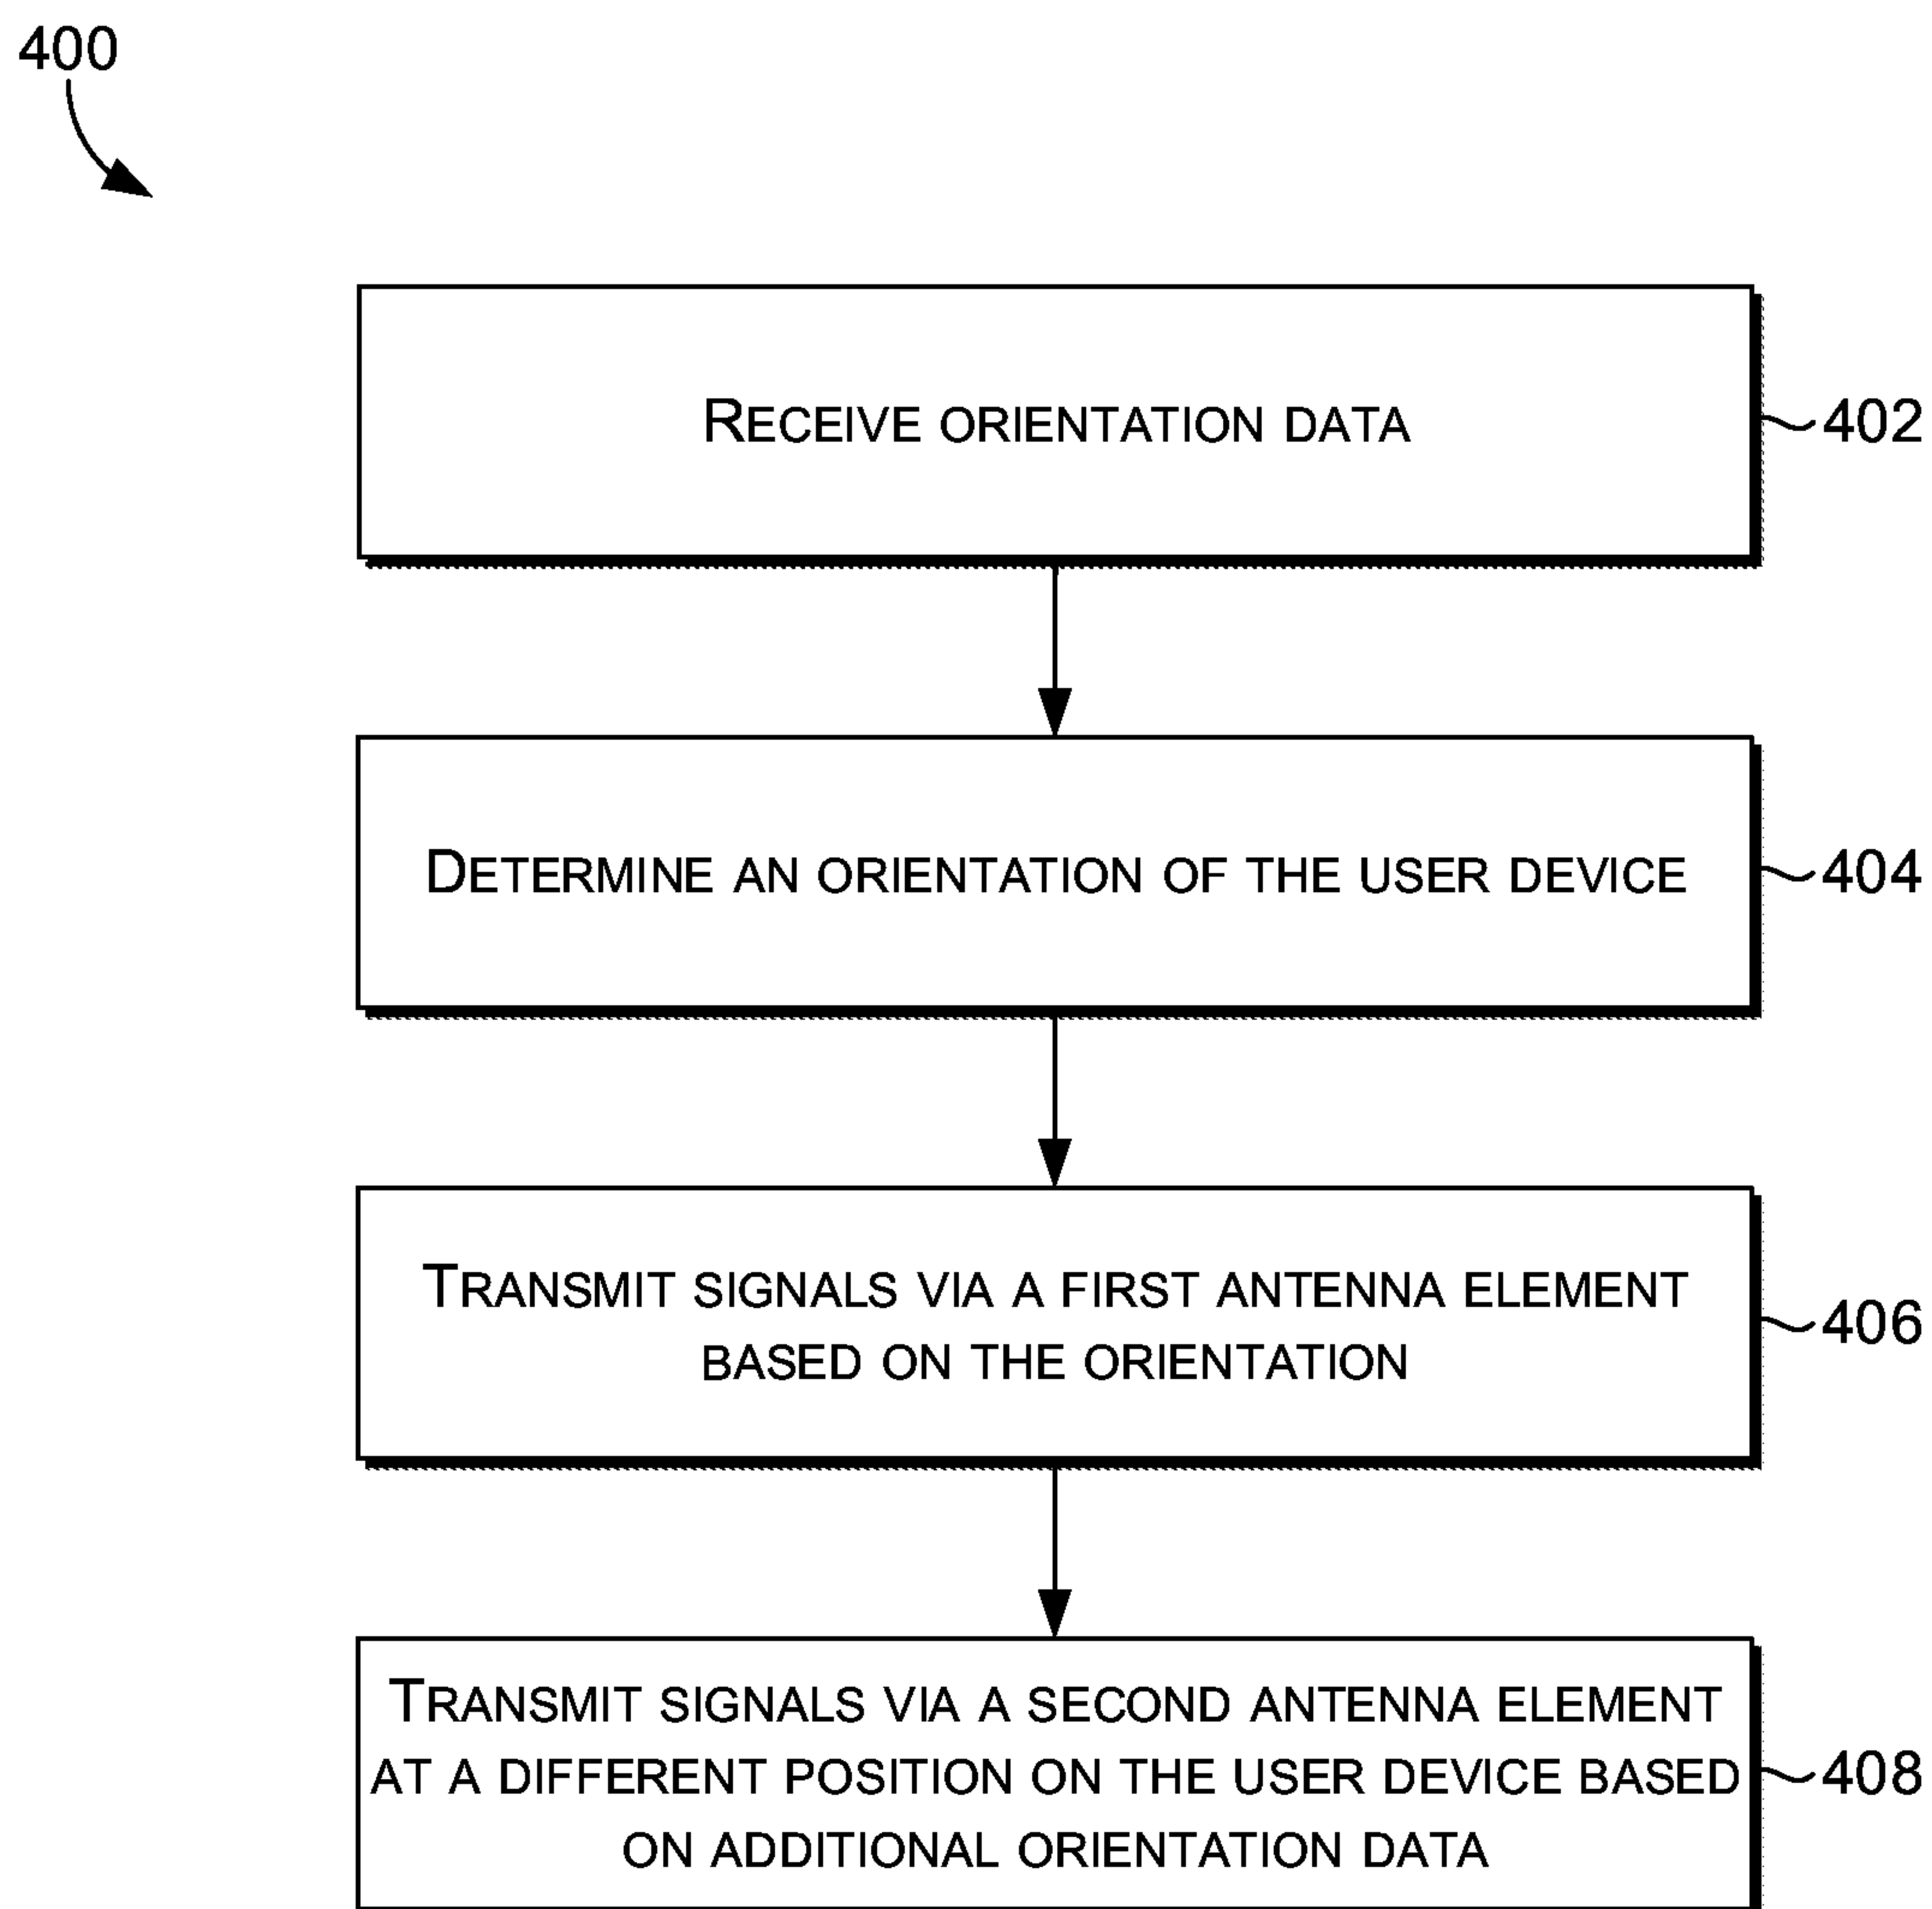 400
RECEIVE ORIENTATION DATA
402
DETERMINE AN ORIENTATION OF THE USER DEVICE
404
TRANSMIT SIGNALS VIA A FIRST ANTENNA ELEMENT
BASED ON THE ORIENTATION
406
TRANSMIT SIGNALS VIA A SECOND ANTENNA ELEMENT
AT A DIFFERENT POSITION ON THE USER DEVICE BASED
ON ADDITIONAL ORIENTATION DATA
408